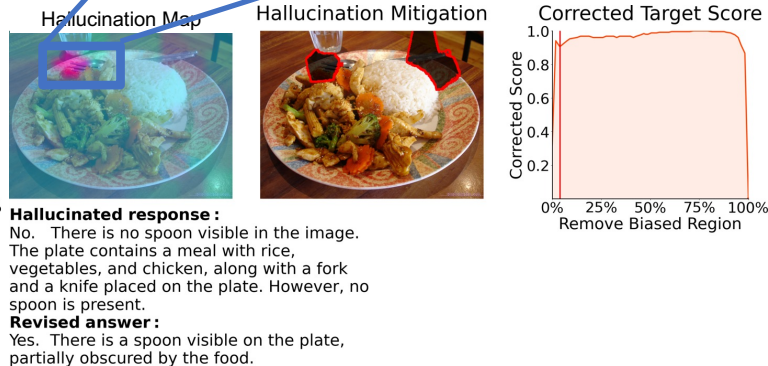 Hallucination Map
Hallucination Mitigation
Corrected Target Score
Corrected Score
1.0
0.8
0.6
0.4
0.2
0% 25% 50% 75% 100%
Remove Biased Region
Hallucinated response:
No. There is no spoon visible in the image.
The plate contains a meal with rice,
vegetables, and chicken, along with a fork
and a knife placed on the plate. However, no
spoon is present.
Revised answer:
Yes. There is a spoon visible on the plate,
partially obscured by the food.